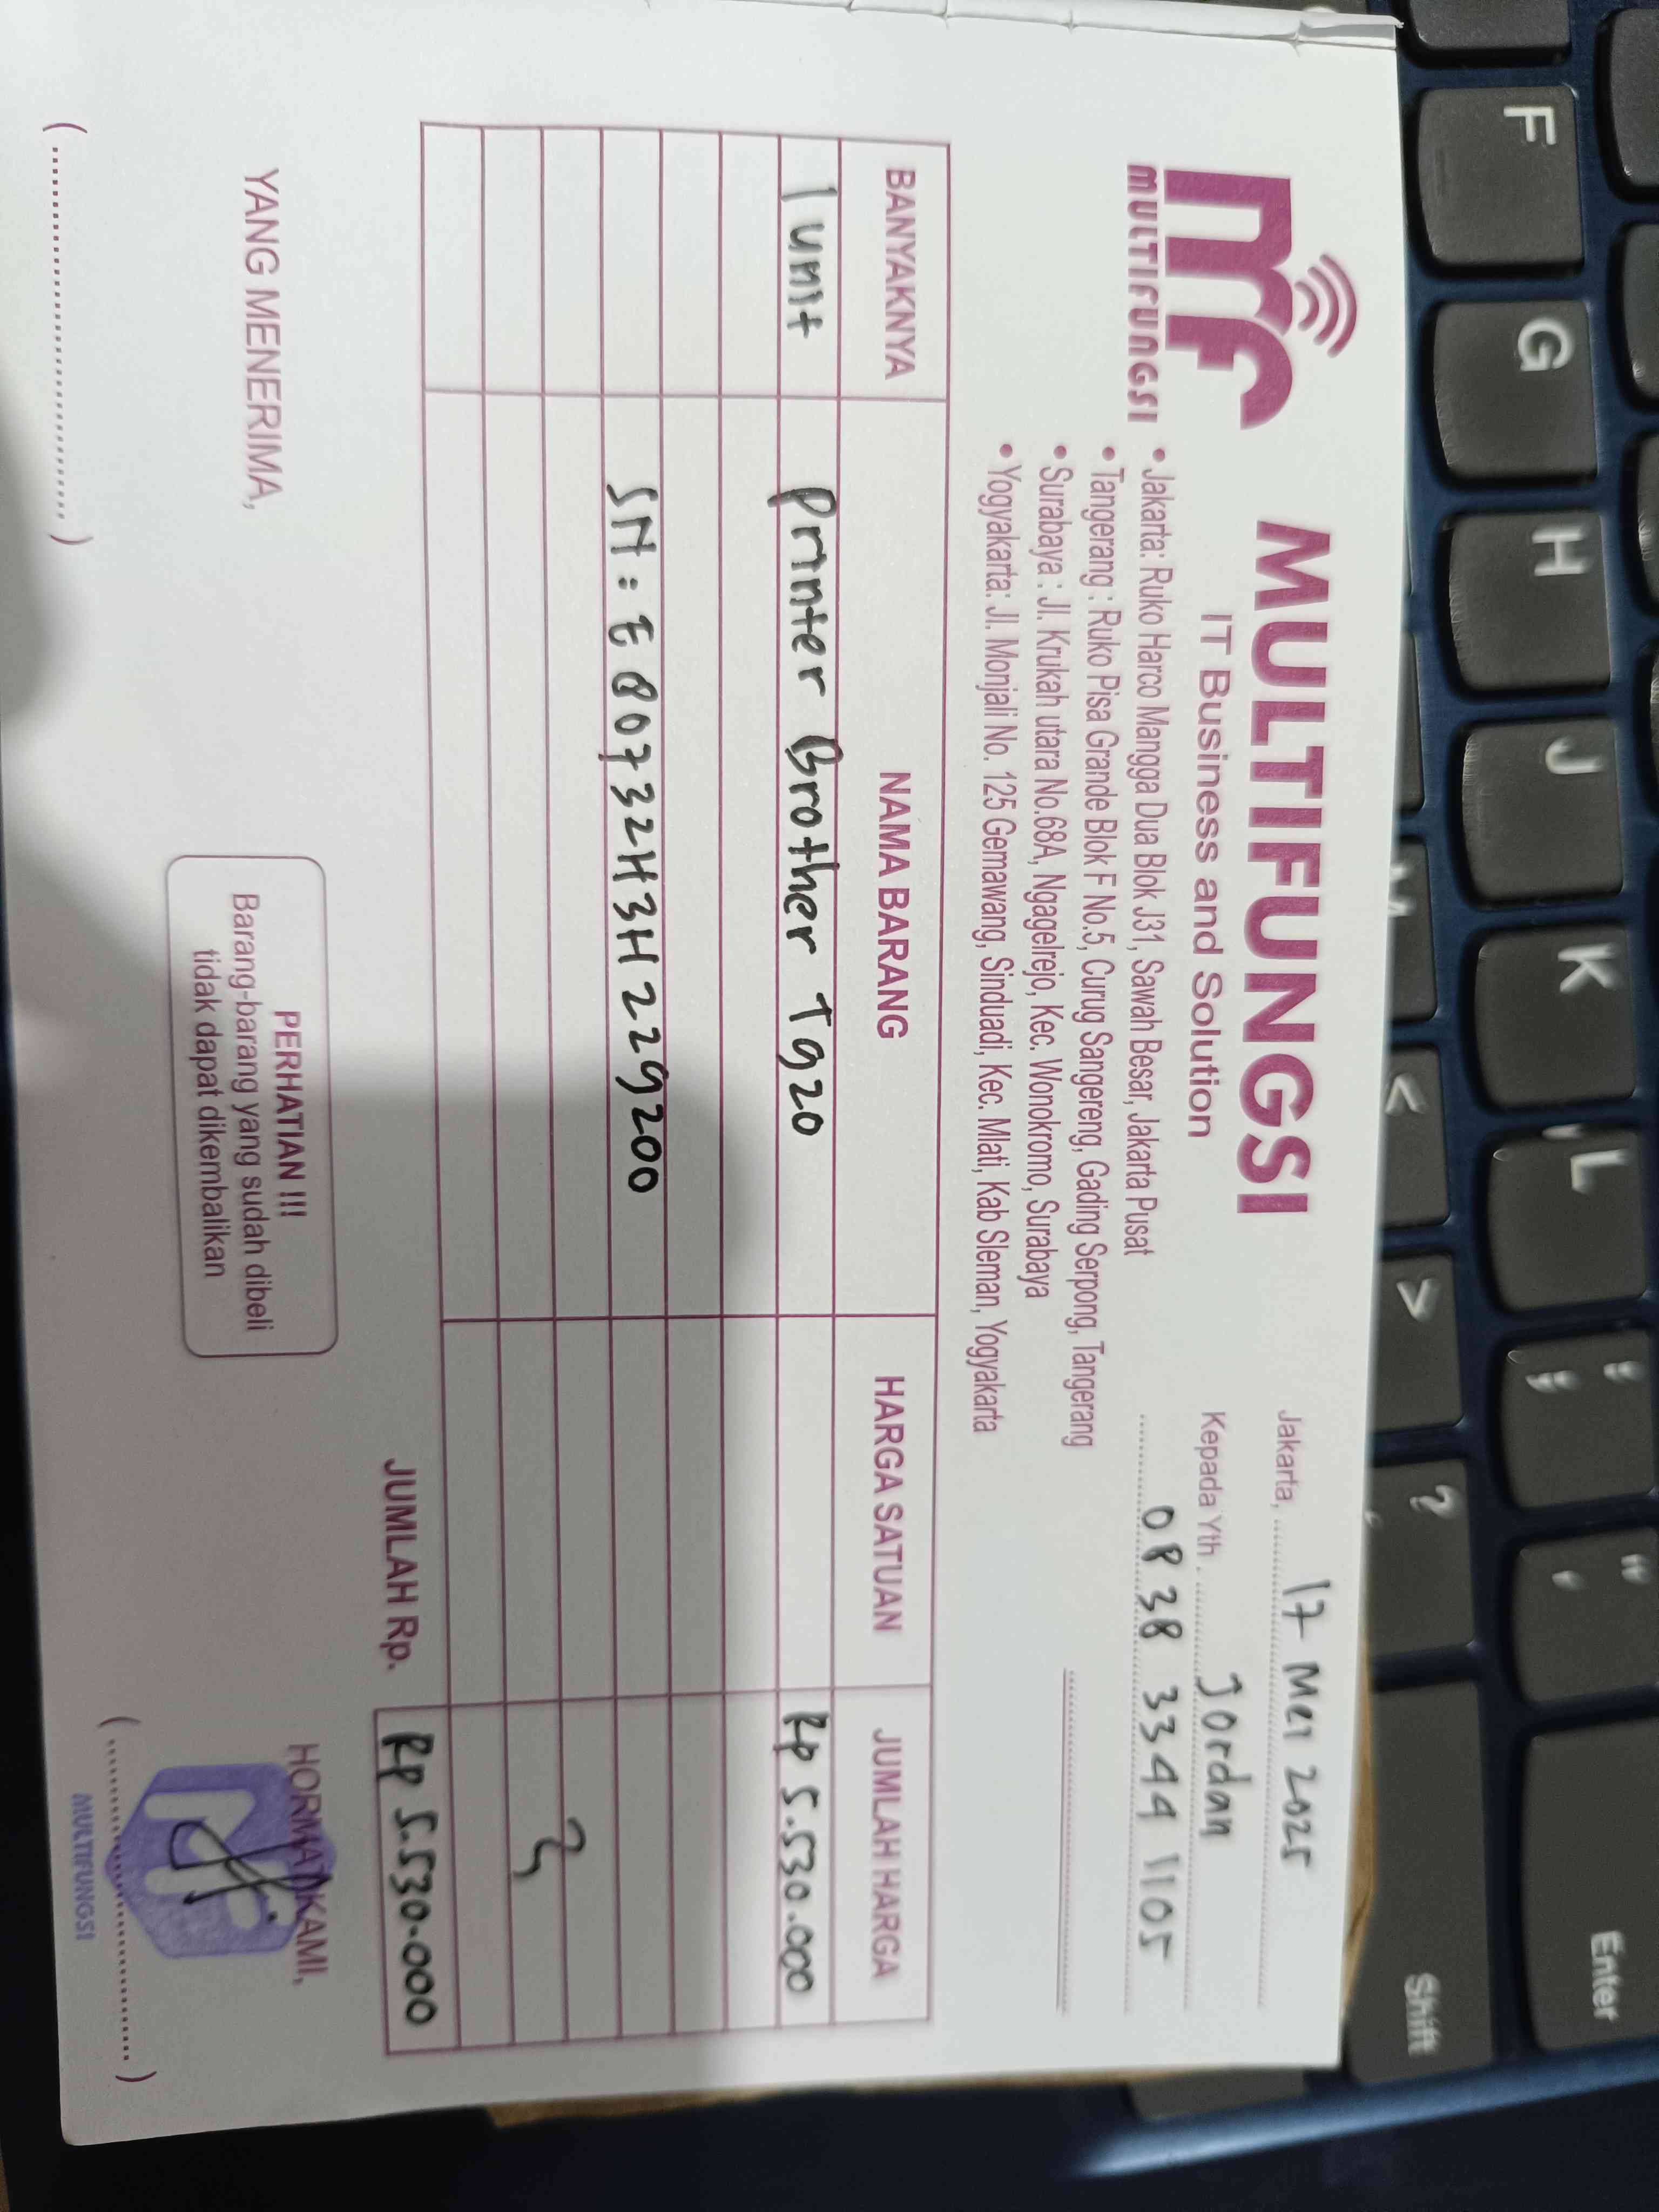 MULTIFUNGSI
MULTIFUNGSI
IT Business and Solution
• Jakarta: Ruko Harco Mangga Dua Blok J31, Sawah Besar, Jakarta Pusat
• Tangerang : Ruko Pisa Grande Blok F No.5, Curug Sangereng, Gading Serpong, Tangerang
• Surabaya : Jl. Krukah utara No.68A, Ngagelrejo, Kec. Wonokromo, Surabaya
• Yogyakarta: Jl. Monjali No. 125 Gemawang, Sinduadi, Kec. Mlati, Kab Sleman, Yogyakarta
Jakarta, 17 Mei 2025
Kepada Yth. Jordan
0838 3344 1105
BANYAKNYA NAMA BARANG HARGA SATUAN JUMLAH HARGA
1 unit Printer Brother T920 Rp 5.530.000
SN : E80732H3H229200
JUMLAH Rp. Rp 5.530.000
YANG MENERIMA,
PERHATIAN !!!
Barang-barang yang sudah dibeli
tidak dapat dikembalikan
HORMAT KAMI,
MULTIFUNGSI
F G H J K L ; :
" '
Enter
M < > ?
Shift